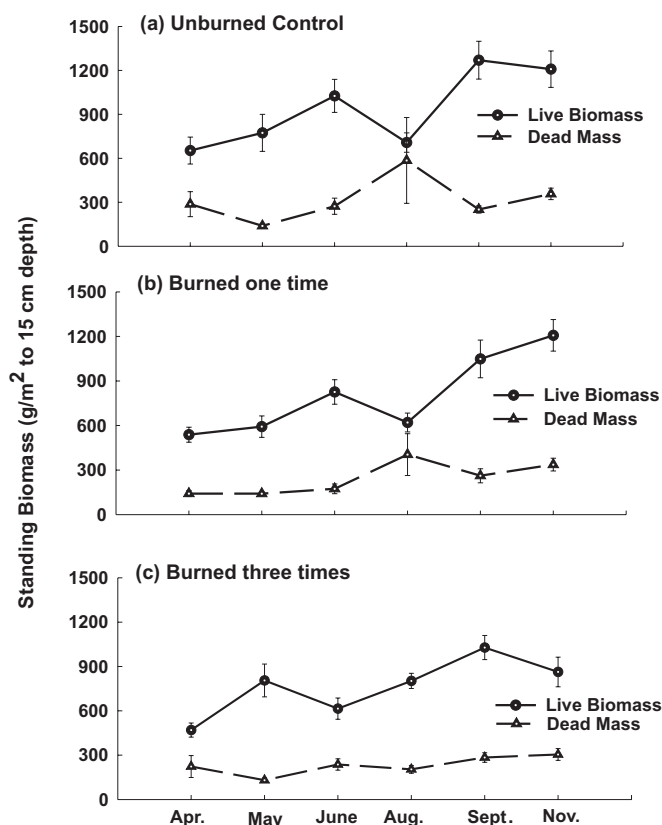 (a) Unburned Control
1500
1200
900
600
300
0
Live Biomass
Dead Mass
(b) Burned one time
1500
1200
900
600
300
0
Live Biomass
Dead Mass
(c) Burned three times
1500
1200
900
600
300
0
Live Biomass
Dead Mass
Apr. May June Aug. Sept. Nov.
Standing Biomass (g/m² to 15 cm depth)